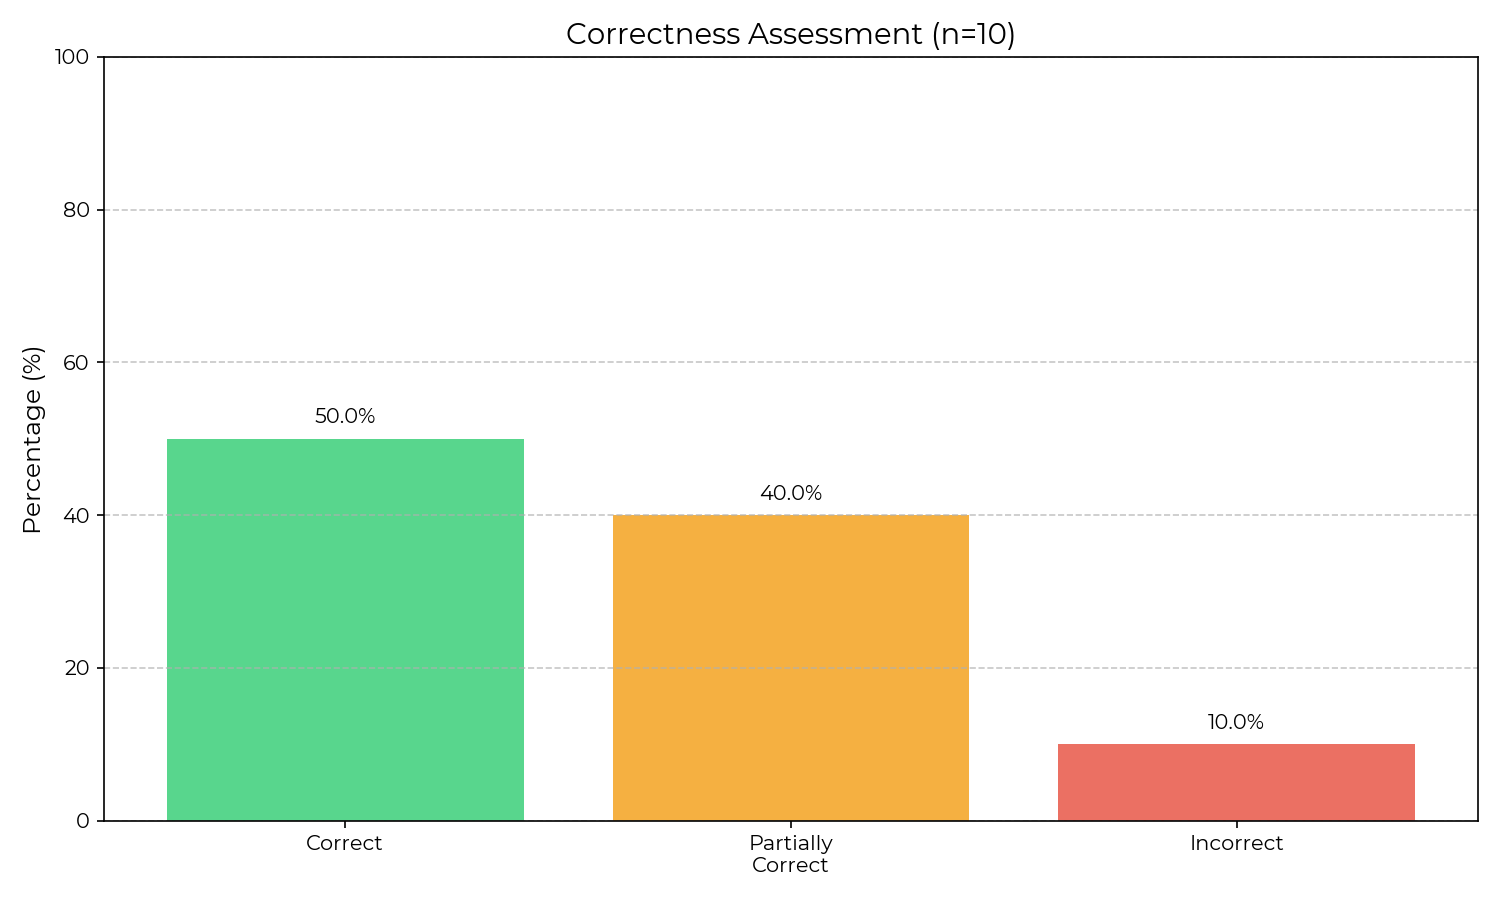 Correctness Assessment (n=10)
Percentage (%)
100
80
60
40
20
0
50.0%
40.0%
10.0%
Correct
Partially
Correct
Incorrect